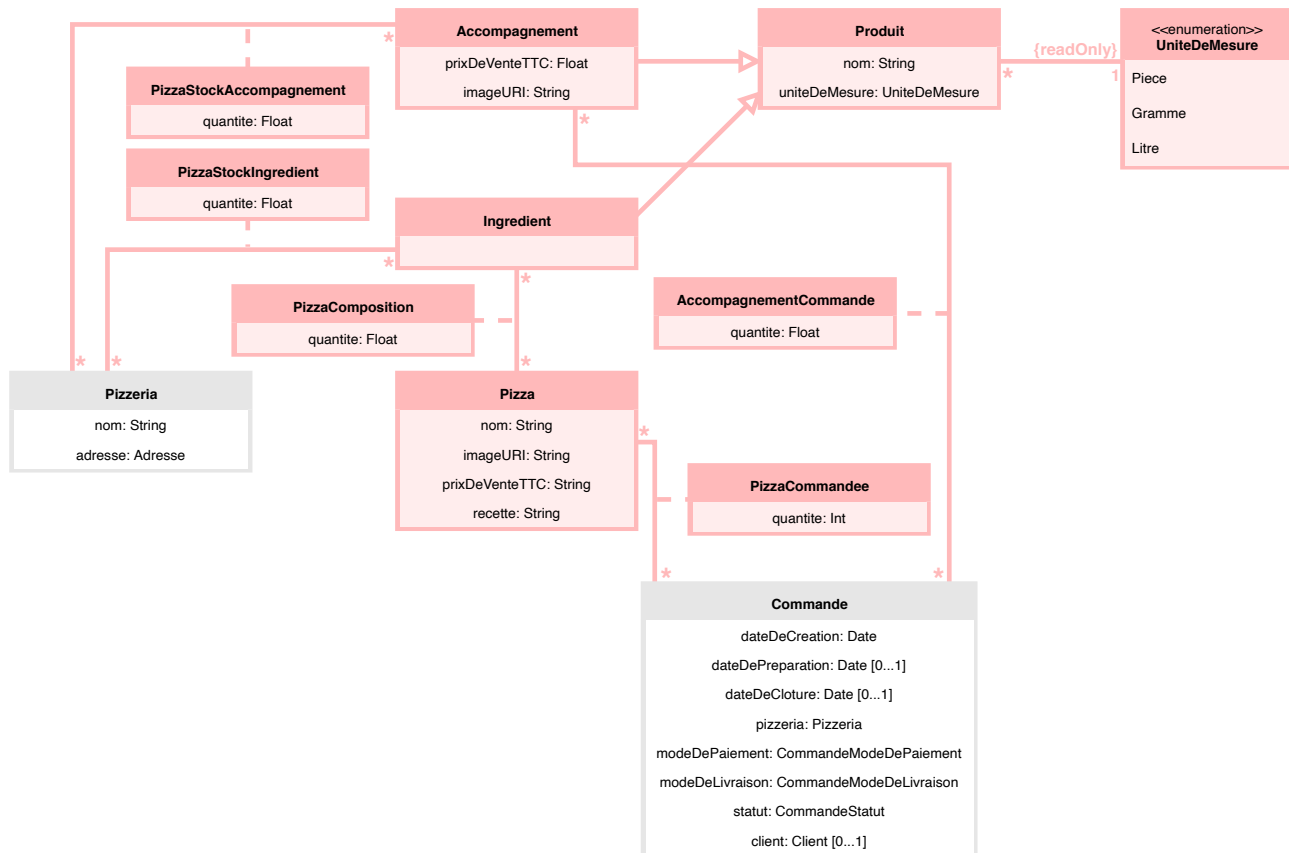 Accompagnement
prixDeVenteTTC: Float
imageURI: String
*
Produit
nom: String
uniteDeMesure: UniteDeMesure
{readOnly}
*
1
<<enumeration>>
UniteDeMesure
Piece
Gramme
Litre
PizzaStockAccompagnement
quantite: Float
*
PizzaStockIngredient
quantite: Float
Ingredient
*
*
PizzaComposition
quantite: Float
AccompagnementCommande
quantite: Float
*
*
*
Pizzeria
nom: String
adresse: Adresse
Pizza
nom: String
imageURI: String
prixDeVenteTTC: String
recette: String
*
PizzaCommandee
quantite: Int
*
*
Commande
dateDeCreation: Date
dateDePreparation: Date [0...1]
dateDeCloture: Date [0...1]
pizzeria: Pizzeria
modeDePaiement: CommandeModeDePaiement
modeDeLivraison: CommandeModeDeLivraison
statut: CommandeStatut
client: Client [0...1]